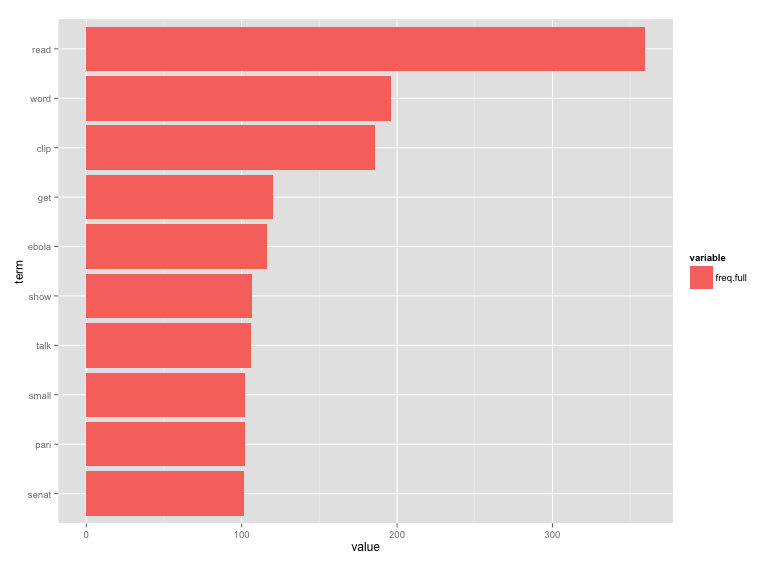 read
word
clip
get
ebola
show
talk
small
pari
senat
term
0 100 200 300
value
variable
freq.full